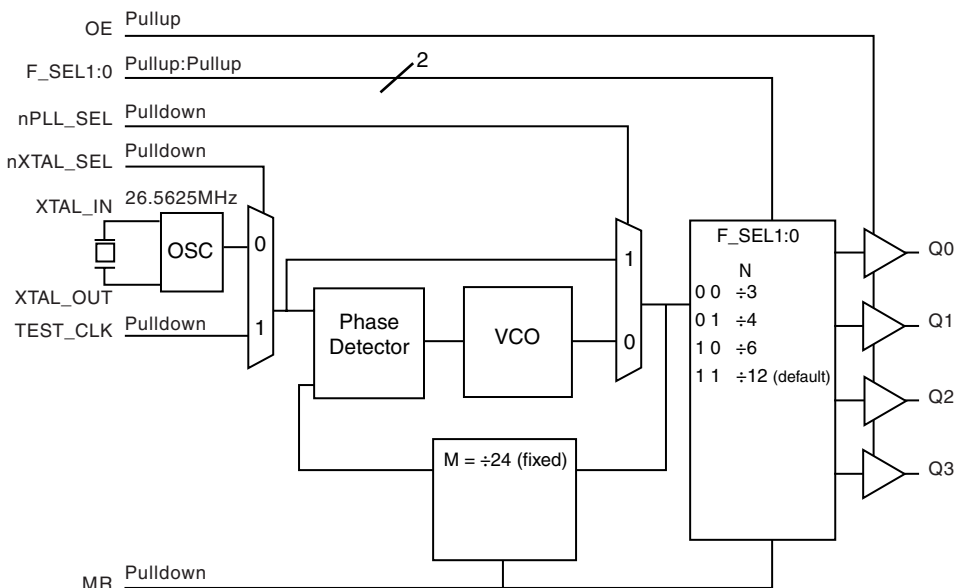 OE Pullup
F_SEL1:0 Pullup:Pullup
2
nPLL_SEL Pulldown
nXTAL_SEL Pulldown
XTAL_IN 26.5625MHz
OSC
XTAL_OUT
TEST_CLK Pulldown
0
1
Phase
Detector
VCO
1
0
M = ÷24 (fixed)
F_SEL1:0
N
0 0 ÷3
0 1 ÷4
1 0 ÷6
1 1 ÷12 (default)
Q0
Q1
Q2
Q3
MR Pulldown